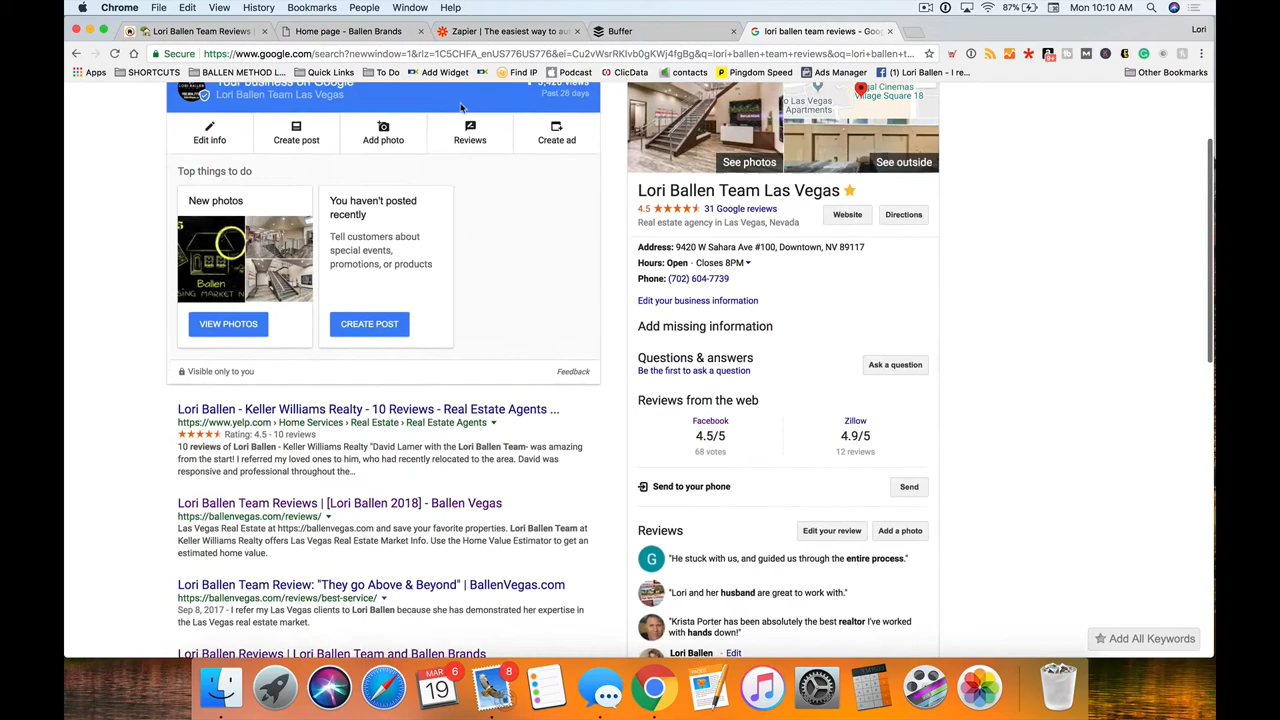 Chrome File Edit View History Bookmarks People Window Help 87% Mon 10:10 AM
Lori Ballen Team Reviews Home page - Ballen Brands Zapier | The easiest way to aut Buffer lori ballen team reviews - Goo Lori
Secure https://www.google.com/search?newwindow=1&rlz=1C5CHFA_enUS776US776&ei=Cu2vWsrRKIvb0gKWj4fgBg&q=lori+ballen+team+reviews&oq=lori+ballen+t...
Apps SHORTCUTS BALLEN METHOD L... Quick Links To Do Add Widget Find IP Podcast ClicData contacts Pingdom Speed Ads Manager (1) Lori Ballen - I re... Other Bookmarks
Your business on Google
Lori Ballen Team Las Vegas
Past 28 days
Edit info Create post Add photo Reviews Create ad
Top things to do
New photos
Ballen
VIEW PHOTOS
You haven't posted
recently
Tell customers about
special events,
promotions, or products
CREATE POST
Visible only to you Feedback
Lori Ballen - Keller Williams Realty - 10 Reviews - Real Estate Agents ...
https://www.yelp.com › Home Services › Real Estate › Real Estate Agents
Rating: 4.5 - 10 reviews
10 reviews of Lori Ballen - Keller Williams Realty "David Larner with the Lori Ballen Team- was amazing
from the start! I referred my loved ones to him, who had recently relocated to the area. David was
responsive and professional throughout the...
Lori Ballen Team Reviews | [Lori Ballen 2018] - Ballen Vegas
https://ballenvegas.com/reviews/
Las Vegas Real Estate at https://ballenvegas.com and save your favorite properties. Lori Ballen Team at
Keller Williams Realty offers Las Vegas Real Estate Market Info. Use the Home Value Estimator to get an
estimated home value.
Lori Ballen Team Review: "They go Above & Beyond" | BallenVegas.com
https://ballenvegas.com/reviews/best-service/
Sep 8, 2017 - I refer my Las Vegas clients to Lori Ballen because she has demonstrated her expertise in
the Las Vegas real estate market.
Lori Ballen Reviews | Lori Ballen Team and Ballen Brands
See photos
o Las Vegas
Apartments
Regal Cinemas
Village Square 18
See outside
Lori Ballen Team Las Vegas
4.5 31 Google reviews
Real estate agency in Las Vegas, Nevada
Website Directions
Address: 9420 W Sahara Ave #100, Downtown, NV 89117
Hours: Open · Closes 8PM
Phone: (702) 604-7739
Edit your business information
Add missing information
Questions & answers
Be the first to ask a question
Ask a question
Reviews from the web
Facebook Zillow
4.5/5 4.9/5
68 votes 12 reviews
Send to your phone Send
Reviews Edit your review Add a photo
G "He stuck with us, and guided us through the entire process."
"Lori and her husband are great to work with."
"Krista Porter has been absolutely the best realtor I've worked
with hands down!"
Lori Ballen Edit
Add All Keywords
MAR 6
19
8